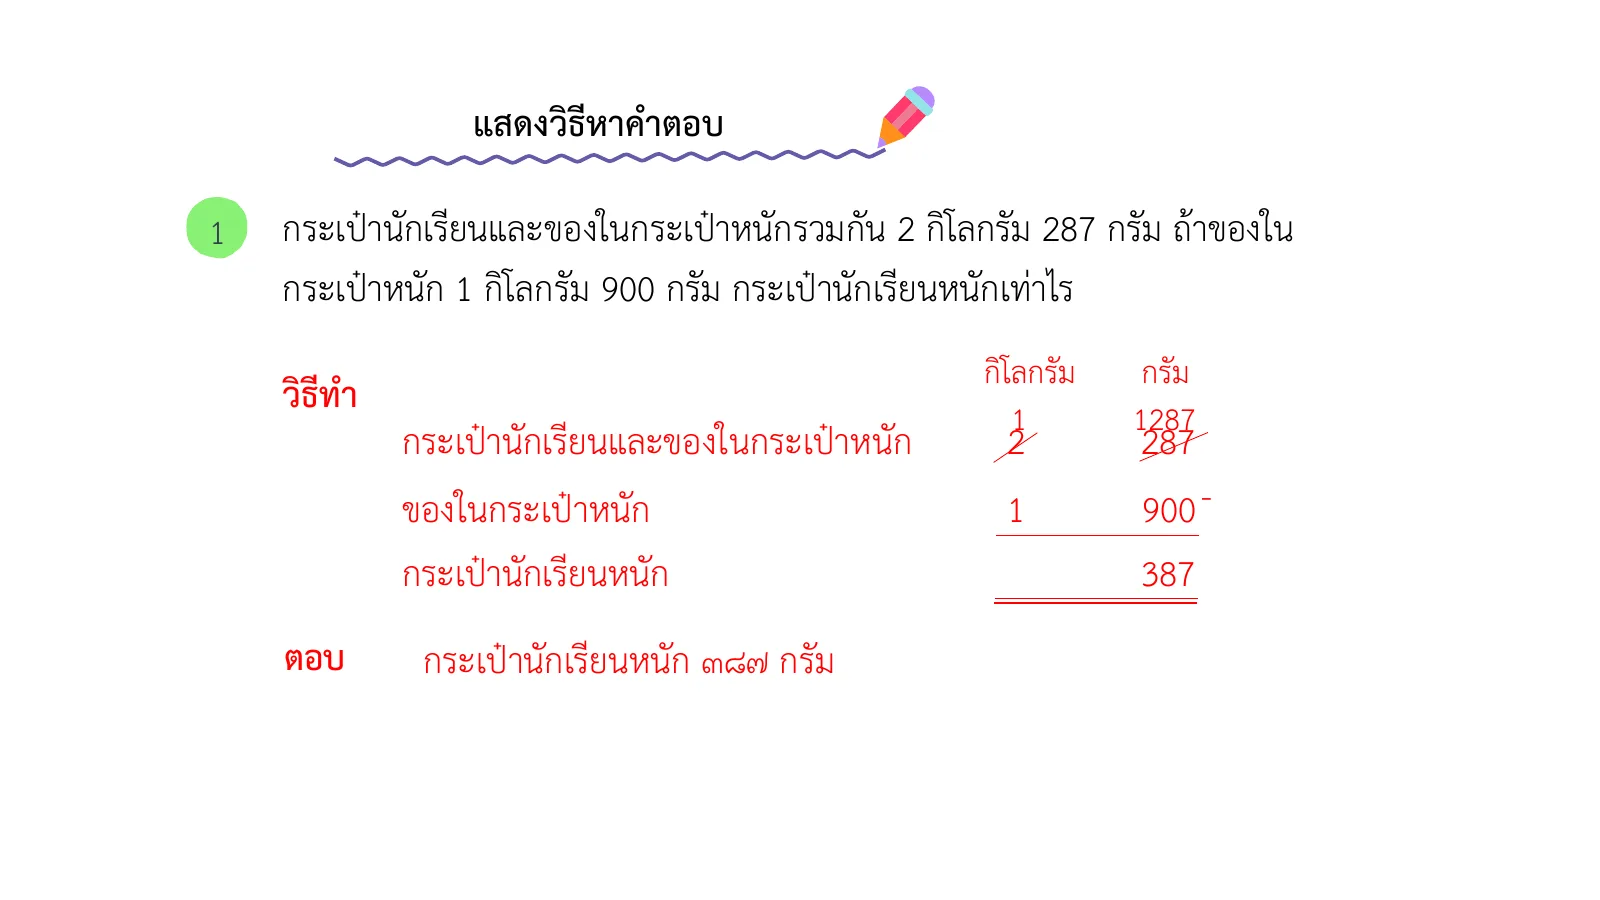 แสดงวิธีหาคำตอบ
1 กระเป๋านักเรียนและของในกระเป๋าหนักรวมกัน 2 กิโลกรัม 287 กรัม ถ้าของใน
กระเป๋าหนัก 1 กิโลกรัม 900 กรัม กระเป๋านักเรียนหนักเท่าไร
กิโลกรัม กรัม
วิธีทำ
1 1287
กระเป๋านักเรียนและของในกระเป๋าหนัก 2 287
ของในกระเป๋าหนัก 1 900 -
กระเป๋านักเรียนหนัก 387
ตอบ กระเป๋านักเรียนหนัก ๓๘๗ กรัม